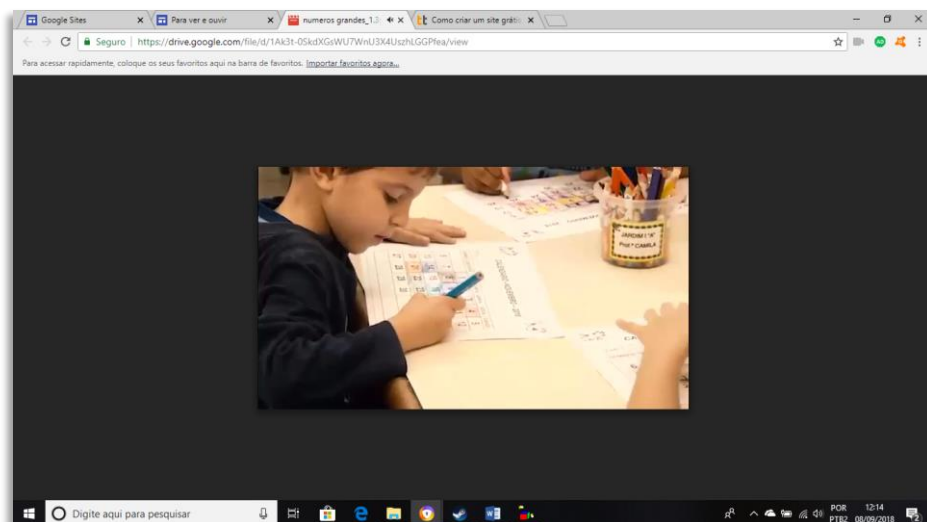 Google Sites
Para ver e ouvir
numeros grandes_1.3
Como criar um site grátis
Seguro | https://drive.google.com/file/d/1Ak3t-0SkdXGsWU7WnU3X4UszhLGGPfea/view
Para acessar rapidamente, coloque os seus favoritos aqui na barra de favoritos. Importar favoritos agora...
JARDIM I "A"
Profª CAMILA
Digite aqui para pesquisar
POR
12:14
PTB2
08/09/2018